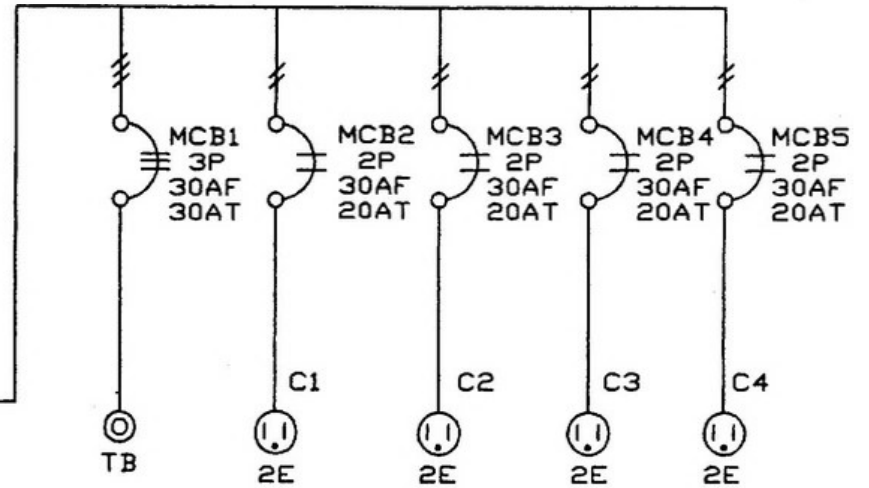 MCB1
3P
30AF
30AT
MCB2
2P
30AF
20AT
MCB3
2P
30AF
20AT
MCB4
2P
30AF
20AT
MCB5
2P
30AF
20AT
TB
C1
2E
C2
2E
C3
2E
C4
2E